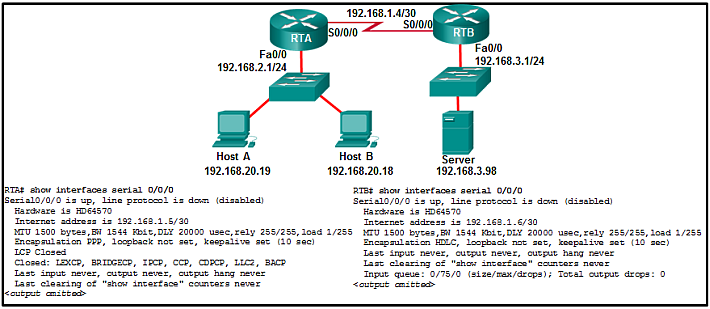 192.168.1.4/30
RTA
S0/0/0
S0/0/0
RTB
Fa0/0
192.168.2.1/24
Fa0/0
192.168.3.1/24
Host A
192.168.20.19
Host B
192.168.20.18
Server
192.168.3.98
RTA# show interfaces serial 0/0/0
Serial0/0/0 is up, line protocol is down (disabled)
Hardware is HD64570
Internet address is 192.168.1.5/30
MTU 1500 bytes,BW 1544 Kbit,DLY 20000 usec,rely 255/255,load 1/255
Encapsulation PPP, loopback not set, keepalive set (10 sec)
LCP Closed
Closed: LEXCP, BRIDGECP, IPCP, CCP, CDPCP, LLC2, BACP
Last input never, output never, output hang never
Last clearing of "show interface" counters never
<output omitted>
RTB# show interfaces serial 0/0/0
Serial0/0/0 is up, line protocol is down (disabled)
Hardware is HD64570
Internet address is 192.168.1.6/30
MTU 1500 bytes,BW 1544 Kbit,DLY 20000 usec,rely 255/255,load 1/255
Encapsulation HDLC, loopback not set, keepalive set (10 sec)
Last input never, output never, output hang never
Last clearing of "show interface" counters never
Input queue: 0/75/0 (size/max/drops); Total output drops: 0
<output omitted>